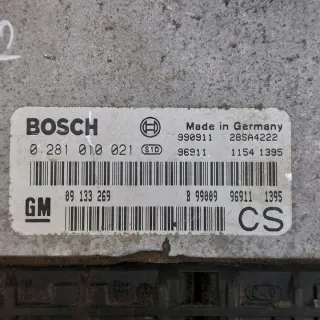 BOSCH Made in Germany
990911 28SA4222
0 281 010 021 S10 96911 1154 1395
GM 09 133 269 B 99009 96911 1395
CS